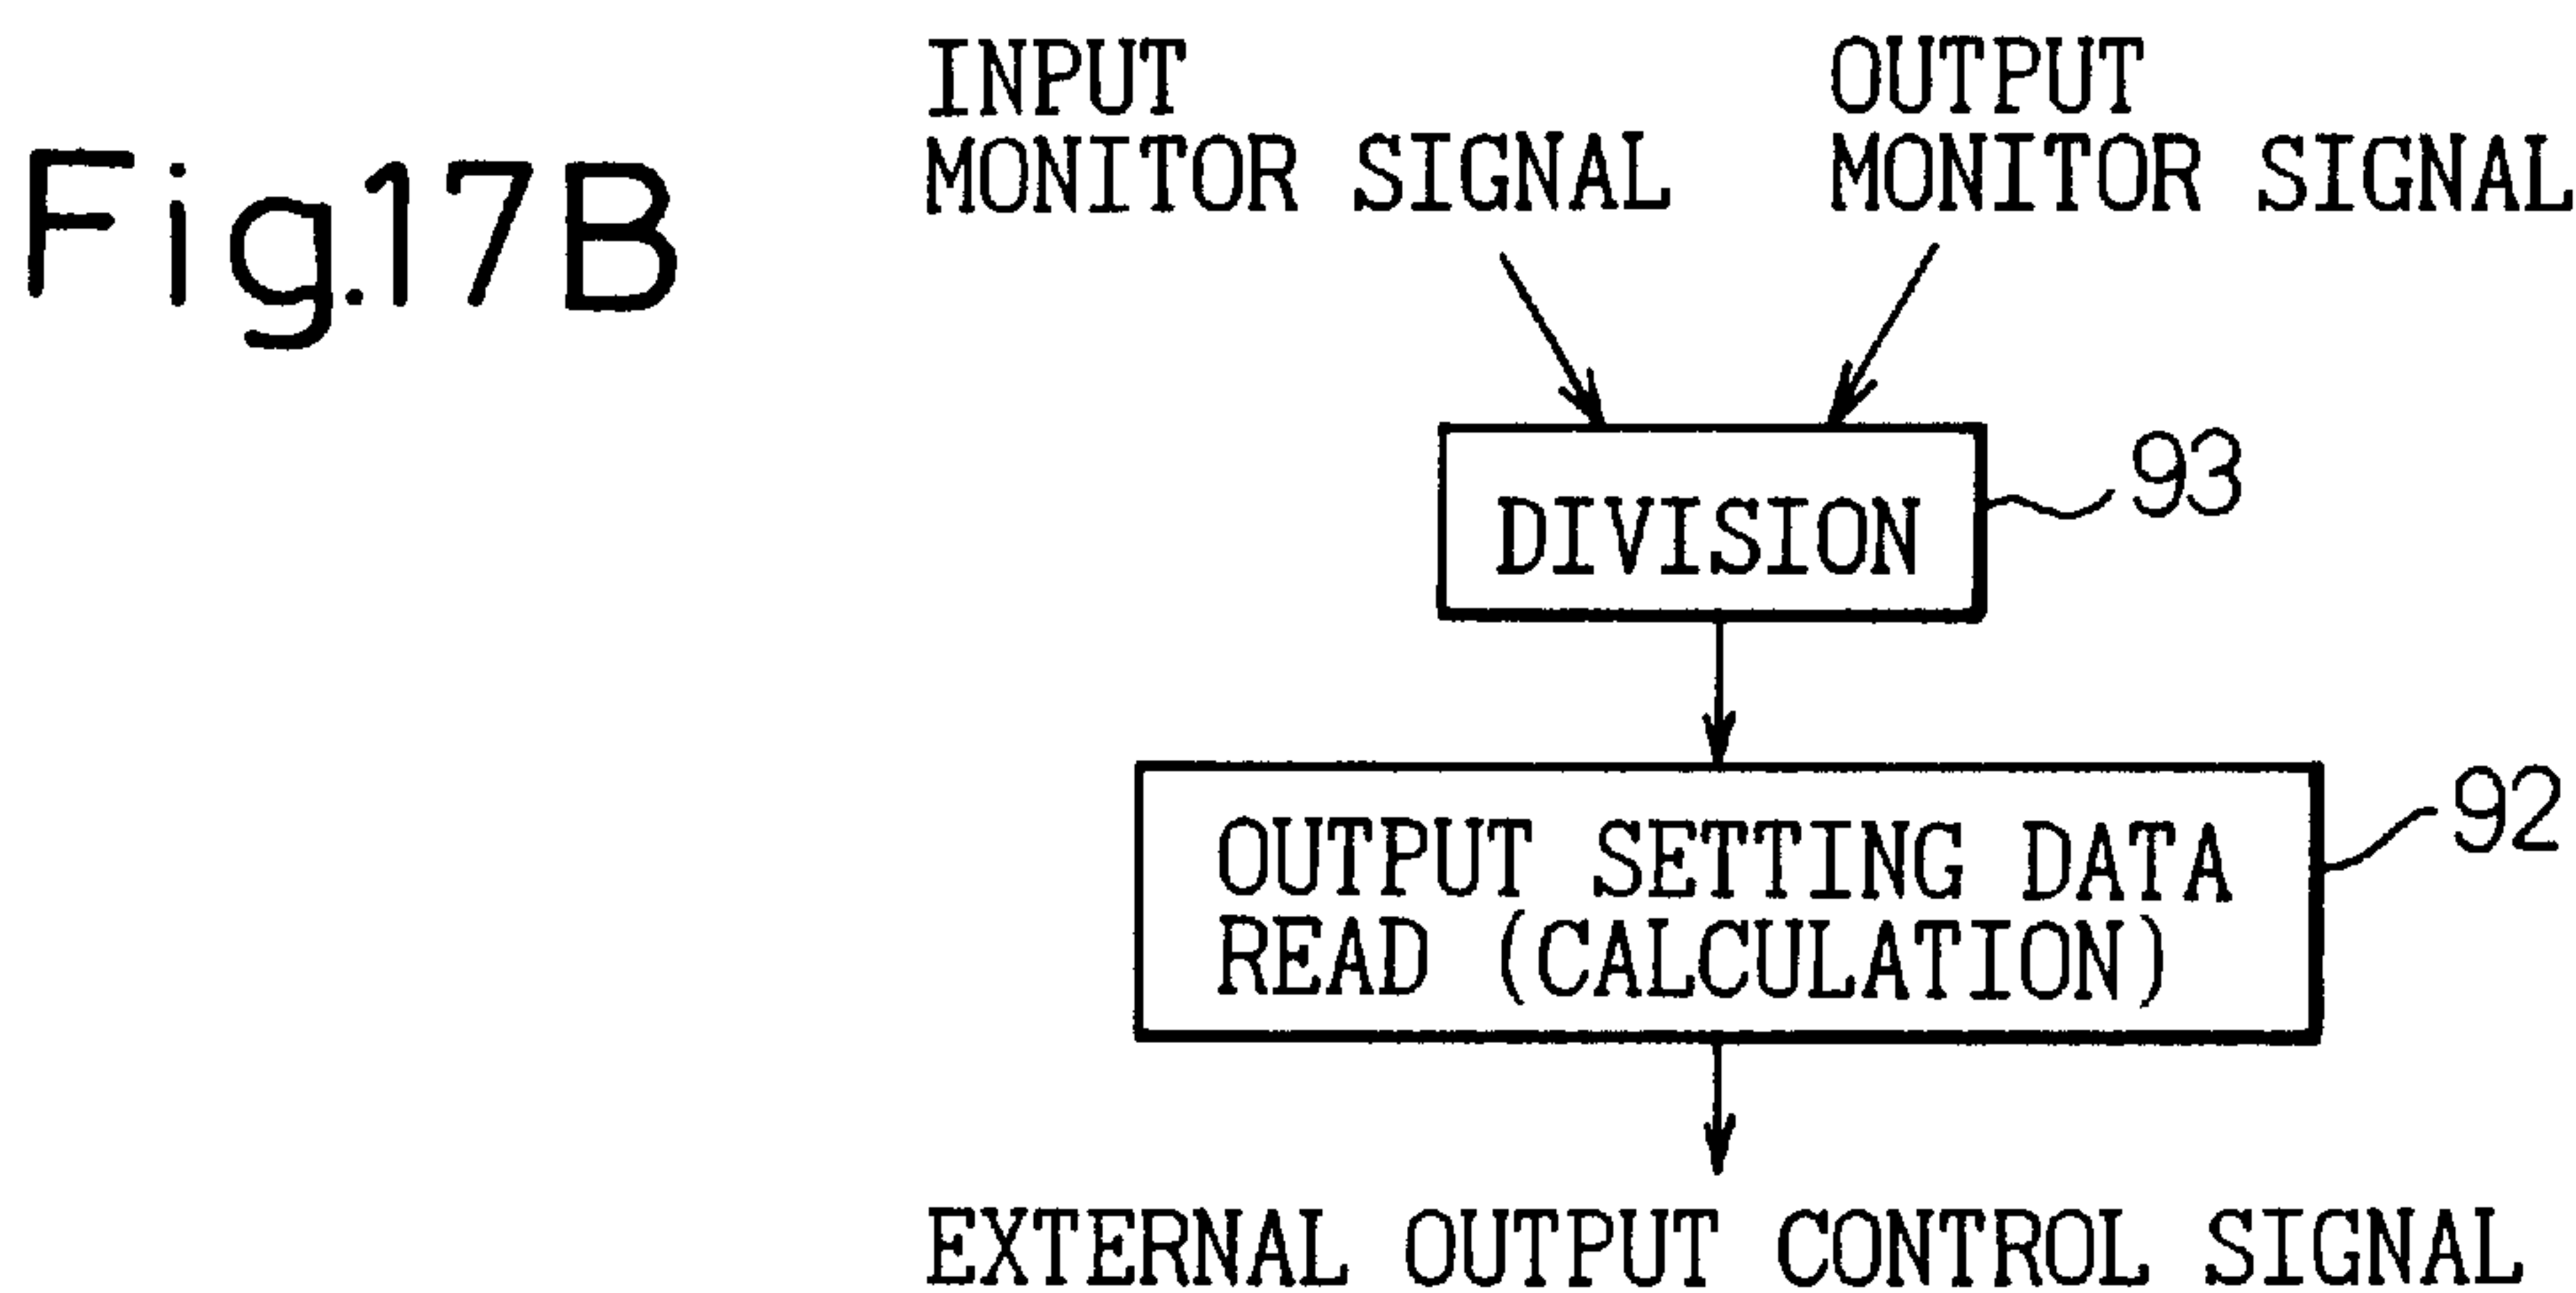 Fig.17B
INPUT
MONITOR SIGNAL
OUTPUT
MONITOR SIGNAL
DIVISION
93
OUTPUT SETTING DATA
READ (CALCULATION)
92
EXTERNAL OUTPUT CONTROL SIGNAL